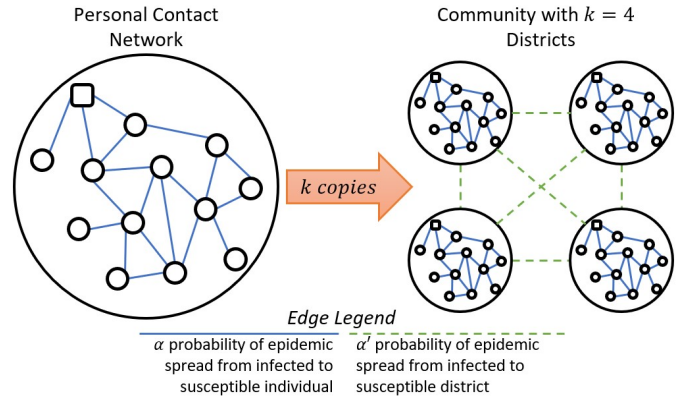 Personal Contact
Network
Community with k = 4
Districts
k copies
Edge Legend
α probability of epidemic
spread from infected to
susceptible individual
α′ probability of epidemic
spread from infected to
susceptible district